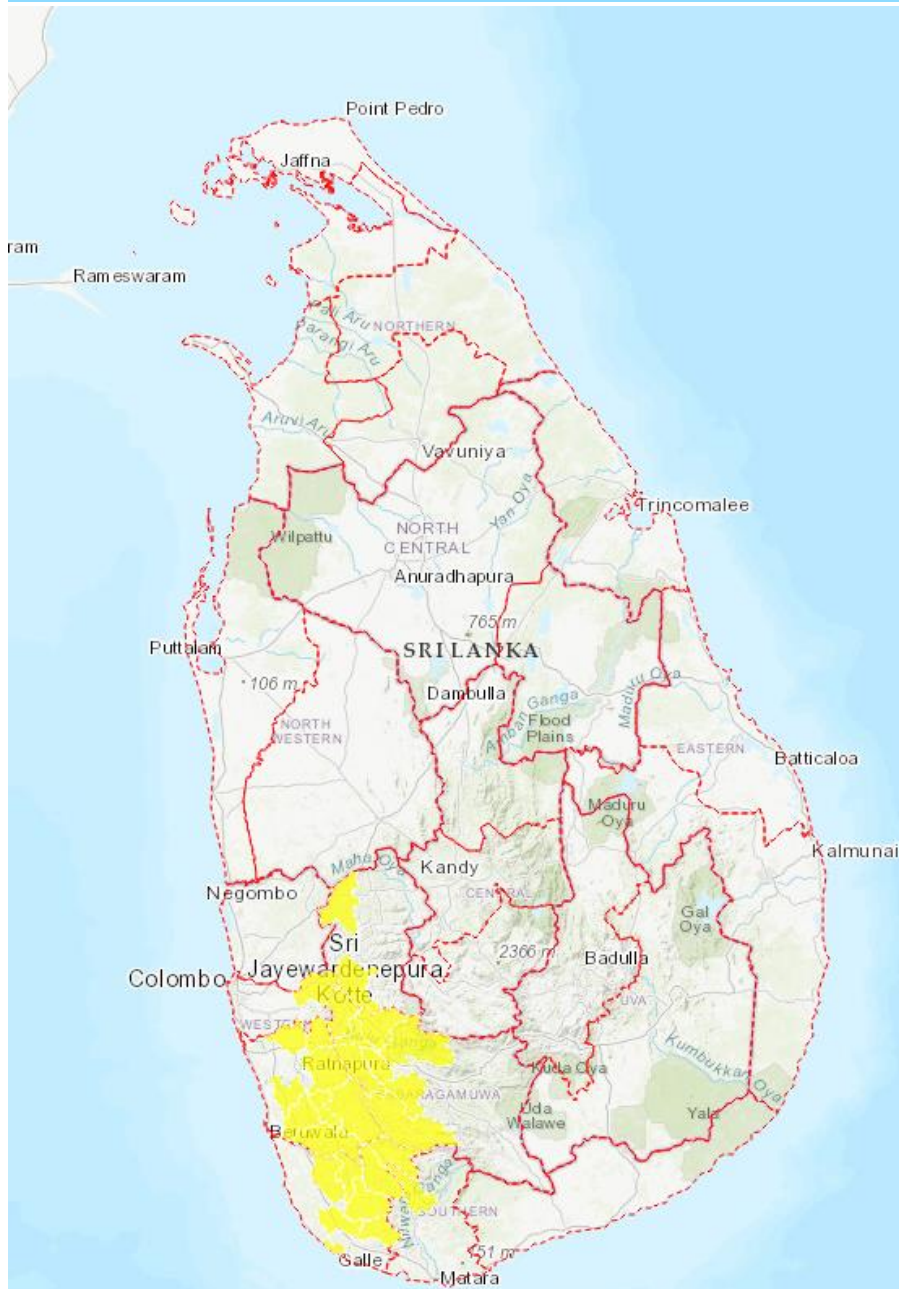 Point Pedro
Jaffna
ram
Rameswaram
Pali Aru
NORTHERN
Parangi Aru
Aruvi Aru
Vavuniya
Yan Oya
Trincomalee
Wilpattu
NORTH
CENTRAL
Anuradhapura
765 m
Puttalam
SRI LANKA
106 m
Dambulla
Amban Ganga
Maduru Oya
Flood
Plains
NORTH
WESTERN
EASTERN
Batticaloa
Maduru
Oya
Maha Oya
Kandy
Kalmunai
Negombo
CENTRAL
Gal
Oya
Sri
Jayewardenepura
Kotte
2366 m
Badulla
Colombo
UVA
WESTERN
Ganga
Ratnapura
Kuda Oya
Kumbukkan Oya
SABARAGAMUWA
Uda
Walawe
Yala
Beruwala
Ganga
SOUTHERN
Galle
51 m
Matara